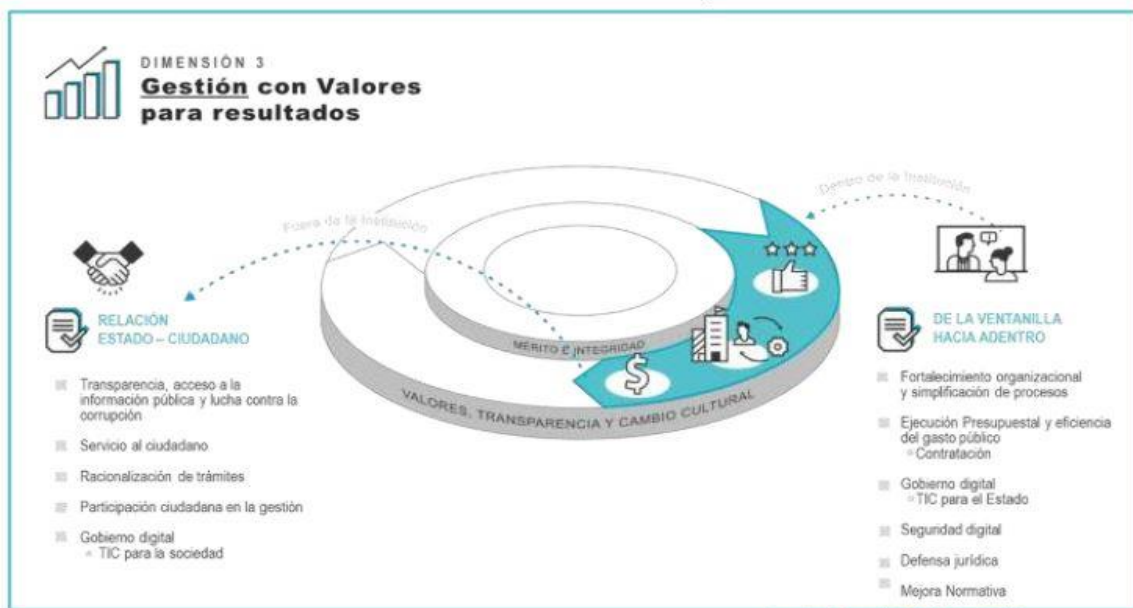 DIMENSIÓN 3
Gestión con Valores
para resultados
Fuera de la Institución
Dentro de la Institución
RELACIÓN
ESTADO – CIUDADANO
Transparencia, acceso a la
información pública y lucha contra la
corrupción
Servicio al ciudadano
Racionalización de trámites
Participación ciudadana en la gestión
Gobierno digital
TIC para la sociedad
$
MÉRITO E INTEGRIDAD
VALORES, TRANSPARENCIA Y CAMBIO CULTURAL
DE LA VENTANILLA
HACIA ADENTRO
Fortalecimiento organizacional
y simplificación de procesos
Ejecución Presupuestal y eficiencia
del gasto público
Contratación
Gobierno digital
TIC para el Estado
Seguridad digital
Defensa jurídica
Mejora Normativa